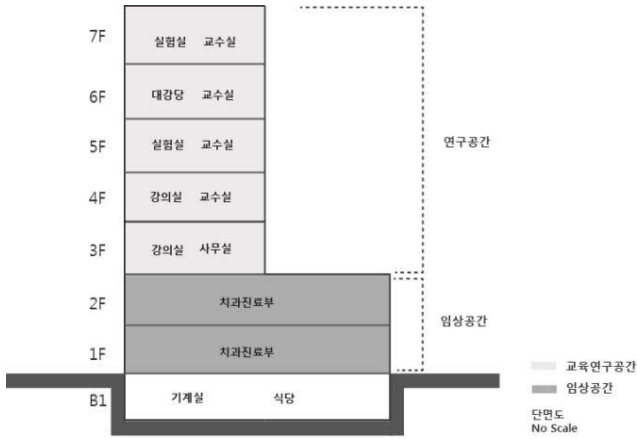 7F 실험실 교수실
6F 대강당 교수실
5F 실험실 교수실
연구공간
4F 강의실 교수실
3F 강의실 사무실
2F 치과진료부
임상공간
1F 치과진료부
B1 기계실 식당
교육연구공간
임상공간
단면도
No Scale